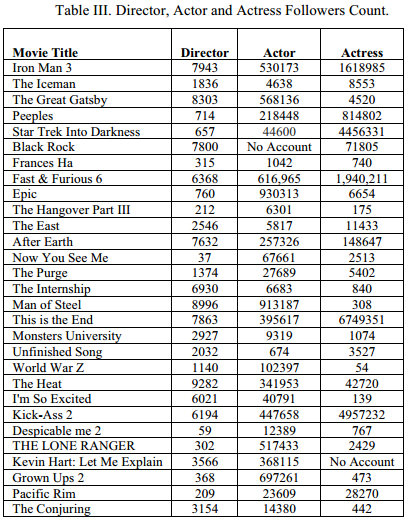 Table III. Director, Actor and Actress Followers Count.
Movie Title Director Actor Actress
Iron Man 3 7943 530173 1618985
The Iceman 1836 4638 8553
The Great Gatsby 8303 568136 4520
Peeples 714 218448 814802
Star Trek Into Darkness 657 44600 4456331
Black Rock 7800 No Account 71805
Frances Ha 315 1042 740
Fast & Furious 6 6368 616,965 1,940,211
Epic 760 930313 6654
The Hangover Part III 212 6301 175
The East 2546 5817 11433
After Earth 7632 257326 148647
Now You See Me 37 67661 2513
The Purge 1374 27689 5402
The Internship 6930 6683 840
Man of Steel 8996 913187 308
This is the End 7863 395617 6749351
Monsters University 2927 9319 1074
Unfinished Song 2032 674 3527
World War Z 1140 102397 54
The Heat 9282 341953 42720
I'm So Excited 6021 40791 139
Kick-Ass 2 6194 447658 4957232
Despicable me 2 59 12389 767
THE LONE RANGER 302 517433 2429
Kevin Hart: Let Me Explain 3566 368115 No Account
Grown Ups 2 368 697261 473
Pacific Rim 209 23609 28270
The Conjuring 3154 14380 442